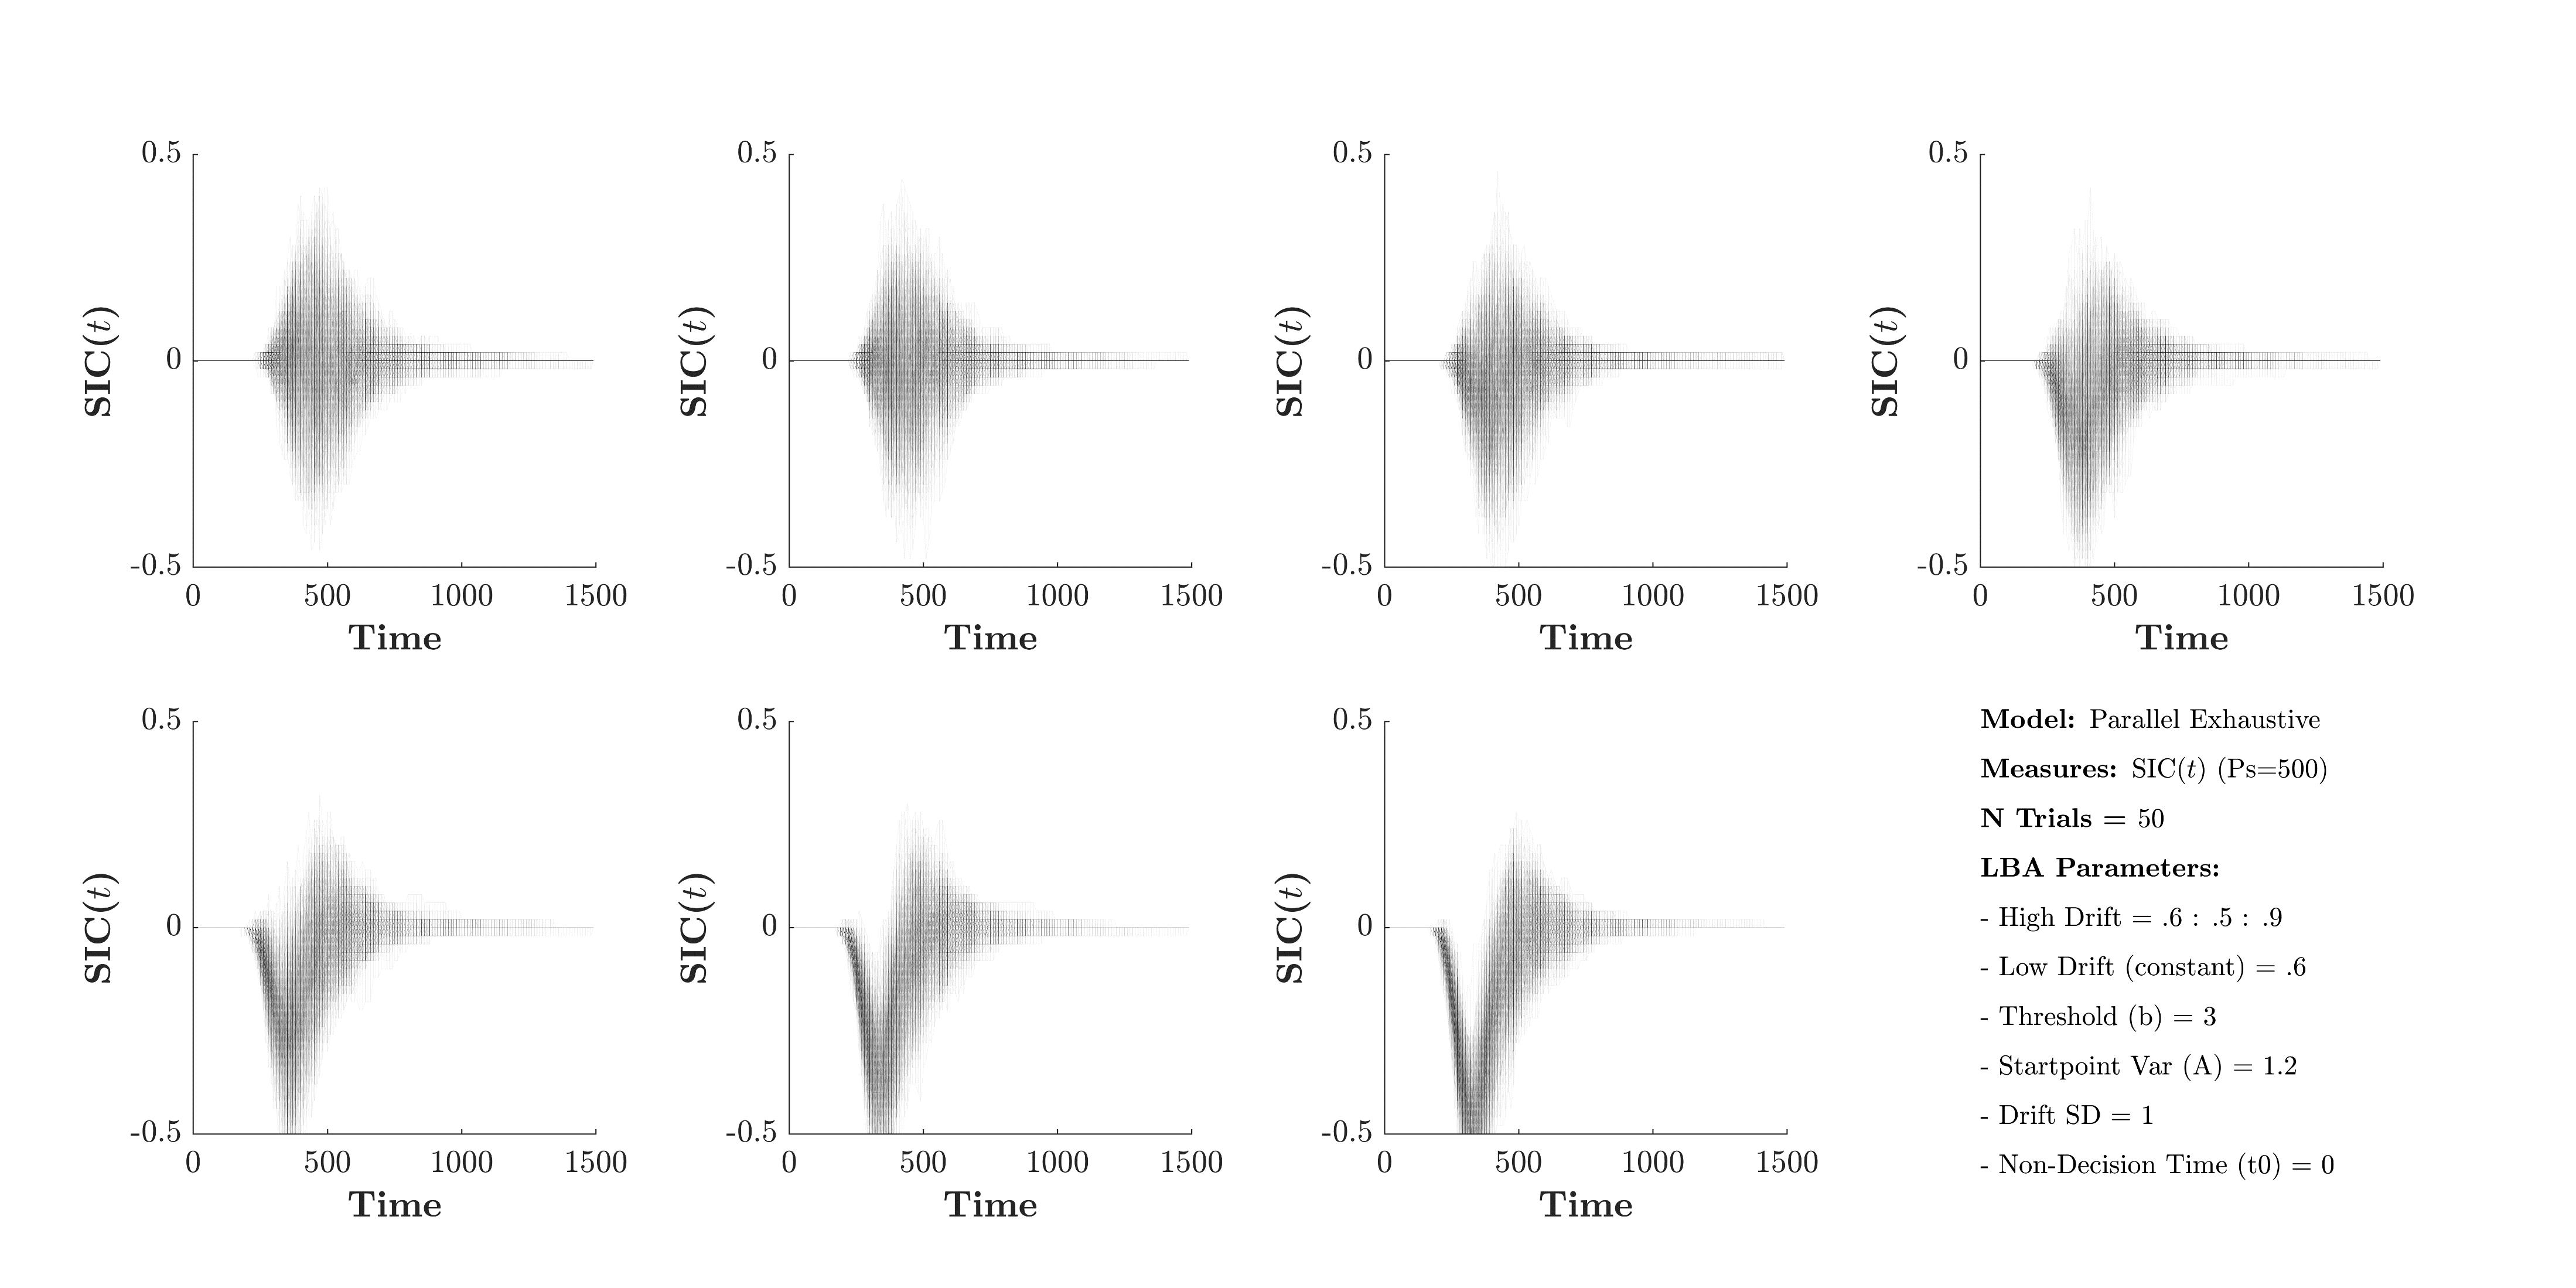 0.5
0
-0.5
SIC(t)
0 500 1000 1500
Time
0.5
0
-0.5
SIC(t)
0 500 1000 1500
Time
0.5
0
-0.5
SIC(t)
0 500 1000 1500
Time
0.5
0
-0.5
SIC(t)
0 500 1000 1500
Time
0.5
0
-0.5
SIC(t)
0 500 1000 1500
Time
0.5
0
-0.5
SIC(t)
0 500 1000 1500
Time
0.5
0
-0.5
SIC(t)
0 500 1000 1500
Time
Model: Parallel Exhaustive
Measures: SIC(t) (Ps=500)
N Trials = 50
LBA Parameters:
- High Drift = .6 : .5 : .9
- Low Drift (constant) = .6
- Threshold (b) = 3
- Startpoint Var (A) = 1.2
- Drift SD = 1
- Non-Decision Time (t0) = 0